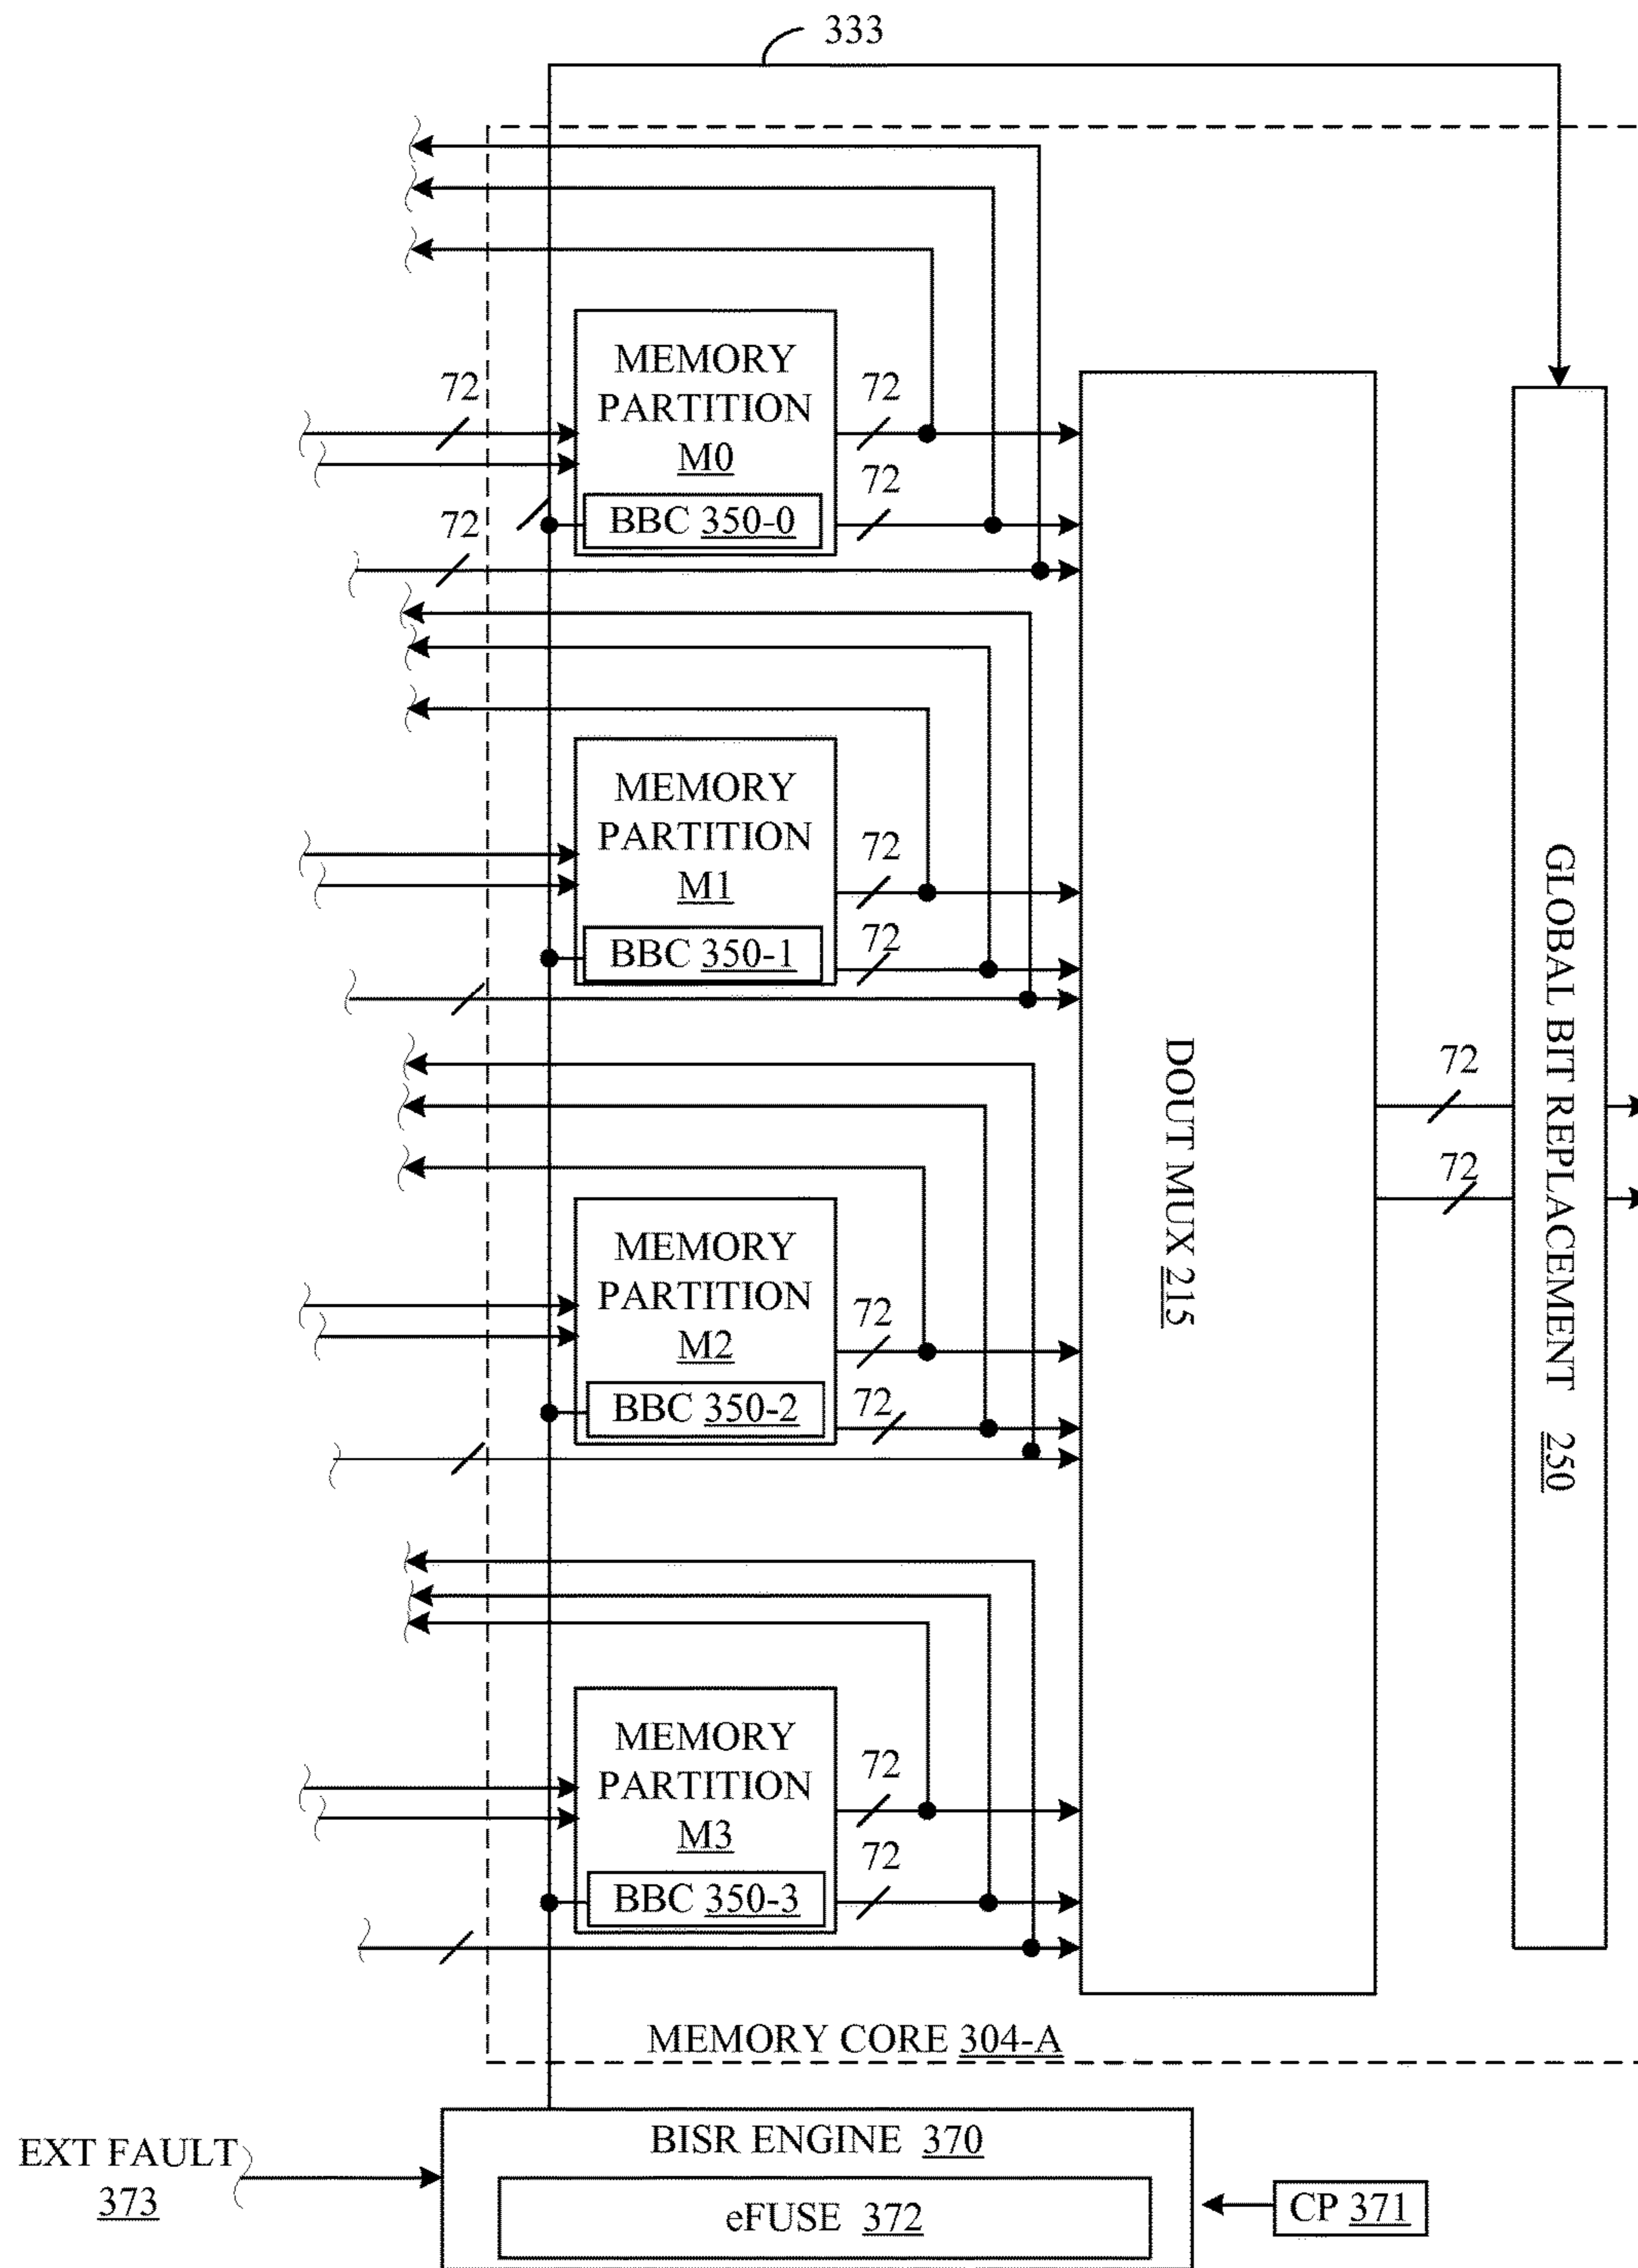 333
MEMORY
PARTITION
M0
72
72
72
72
BBC 350-0
MEMORY
PARTITION
M1
72
72
BBC 350-1
MEMORY
PARTITION
M2
72
72
BBC 350-2
MEMORY
PARTITION
M3
72
72
BBC 350-3
DOUT MUX 215
72
72
GLOBAL BIT REPLACEMENT 250
MEMORY CORE 304-A
BISR ENGINE 370
eFUSE 372
EXT FAULT
373
CP 371